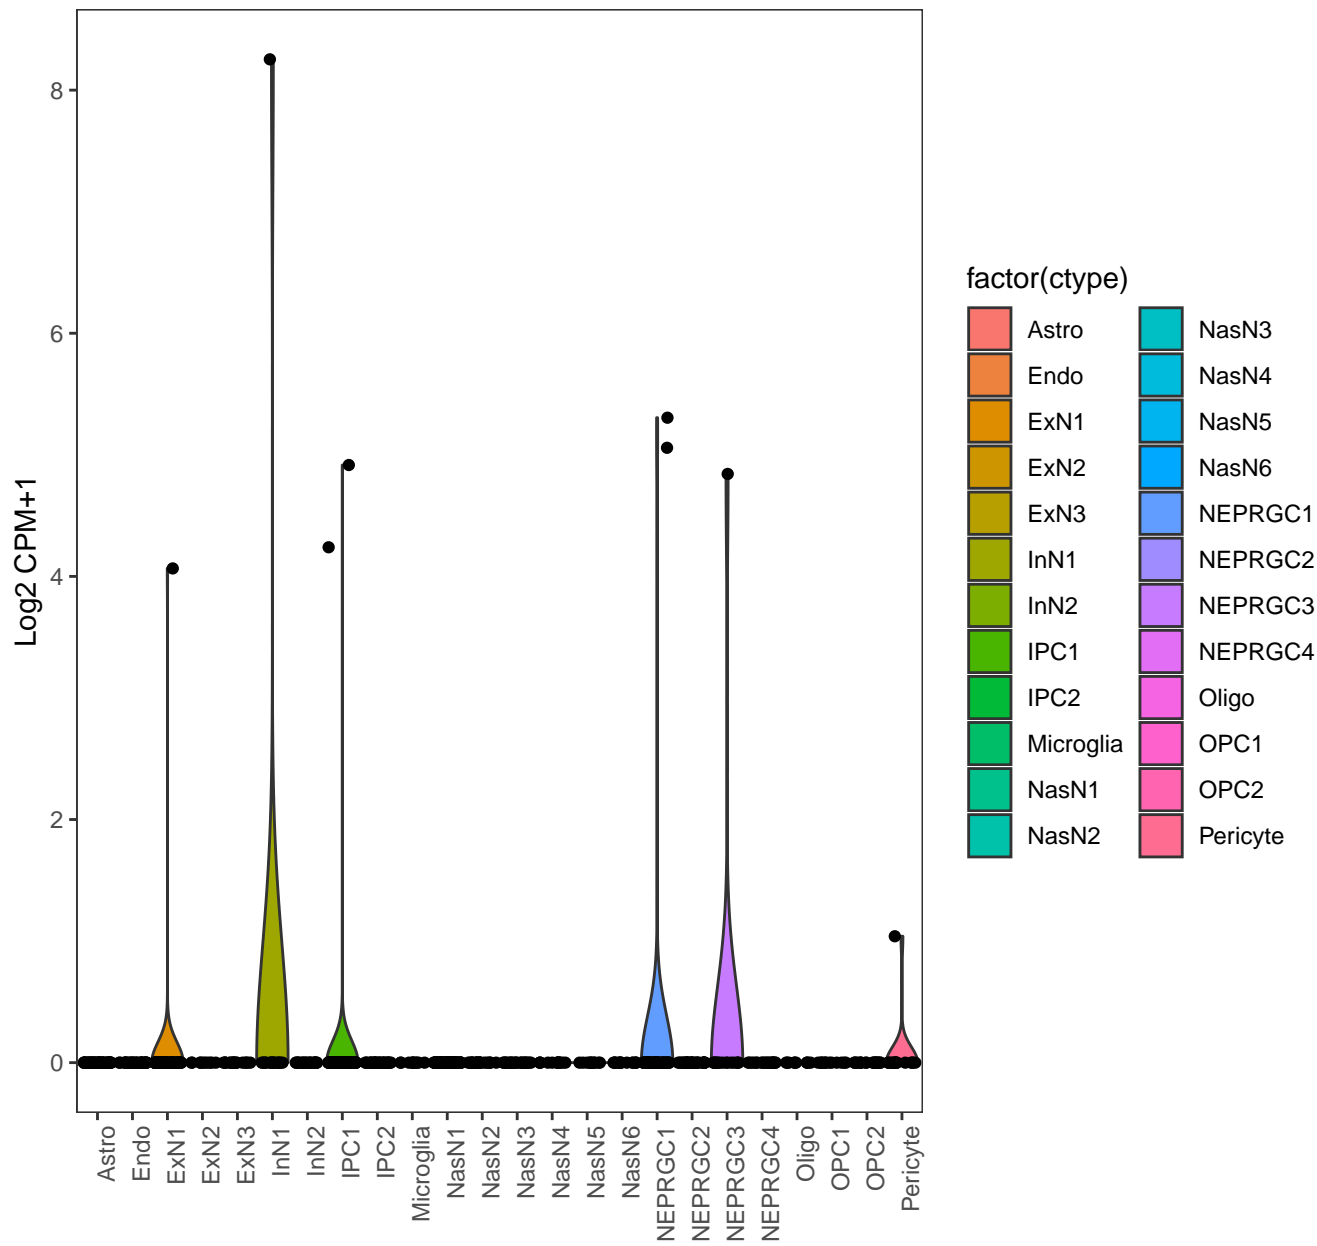 8
6
4
2
0
Log2 CPM+1
Astro
Endo
ExN1
ExN2
ExN3
InN1
InN2
IPC1
IPC2
Microglia
NasN1
NasN2
NasN3
NasN4
NasN5
NasN6
NEPRGC1
NEPRGC2
NEPRGC3
NEPRGC4
Oligo
OPC1
OPC2
Pericyte
factor(ctype)
Astro
Endo
ExN1
ExN2
ExN3
InN1
InN2
IPC1
IPC2
Microglia
NasN1
NasN2
NasN3
NasN4
NasN5
NasN6
NEPRGC1
NEPRGC2
NEPRGC3
NEPRGC4
Oligo
OPC1
OPC2
Pericyte